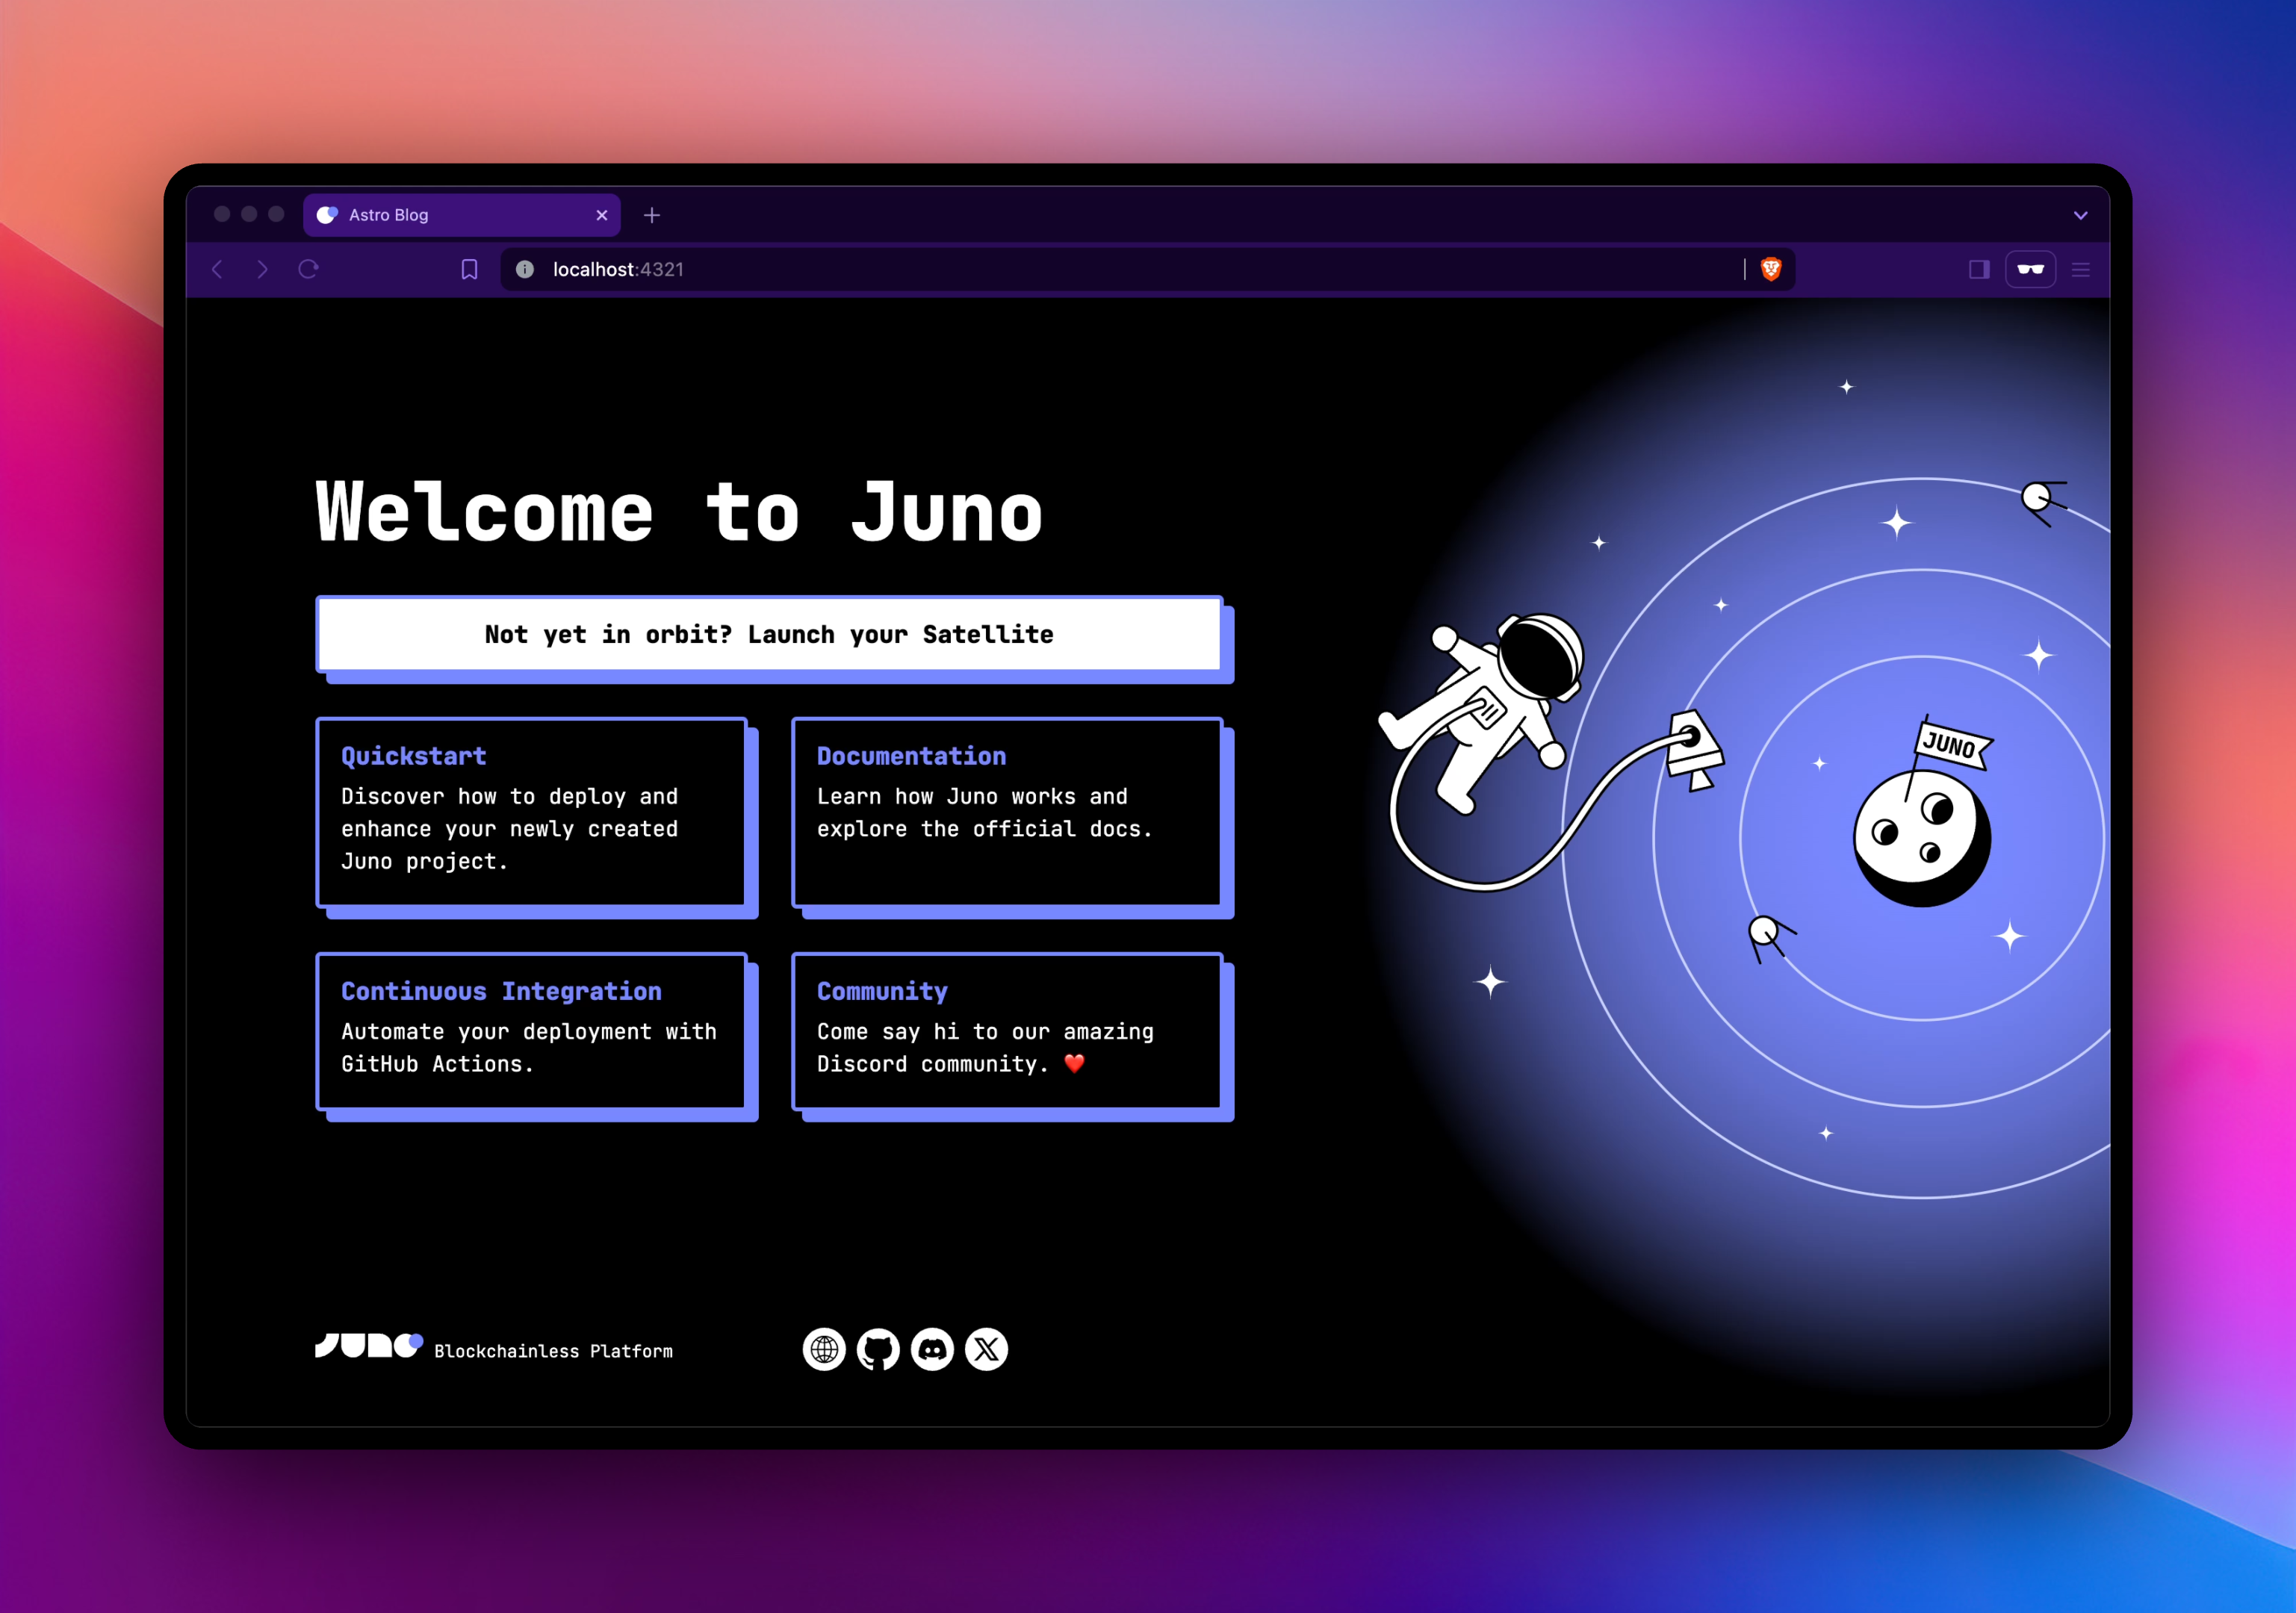 Astro Blog
localhost:4321
Welcome to Juno
Not yet in orbit? Launch your Satellite
Quickstart
Discover how to deploy and
enhance your newly created
Juno project.
Documentation
Learn how Juno works and
explore the official docs.
Continuous Integration
Automate your deployment with
GitHub Actions.
Community
Come say hi to our amazing
Discord community. ❤️
JUNO
JUNO Blockchainless Platform